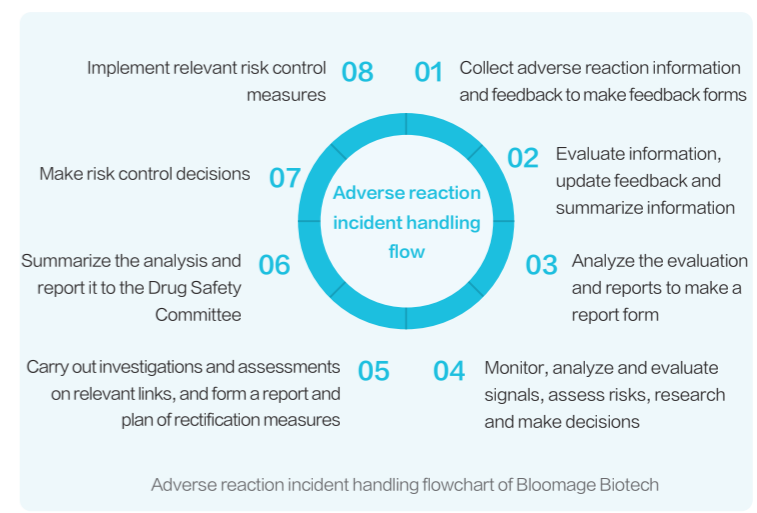 01
Collect adverse reaction information
and feedback to make feedback forms
02
Evaluate information,
update feedback and
summarize information
03
Analyze the evaluation
and reports to make a
report form
04
Monitor, analyze and evaluate
signals, assess risks, research
and make decisions
05
Carry out investigations and assessments
on relevant links, and form a report and
plan of rectification measures
06
Summarize the analysis and
report it to the Drug Safety
Committee
07
Make risk control decisions
08
Implement relevant risk control
measures
Adverse reaction
incident handling
flow
Adverse reaction incident handling flowchart of Bloomage Biotech